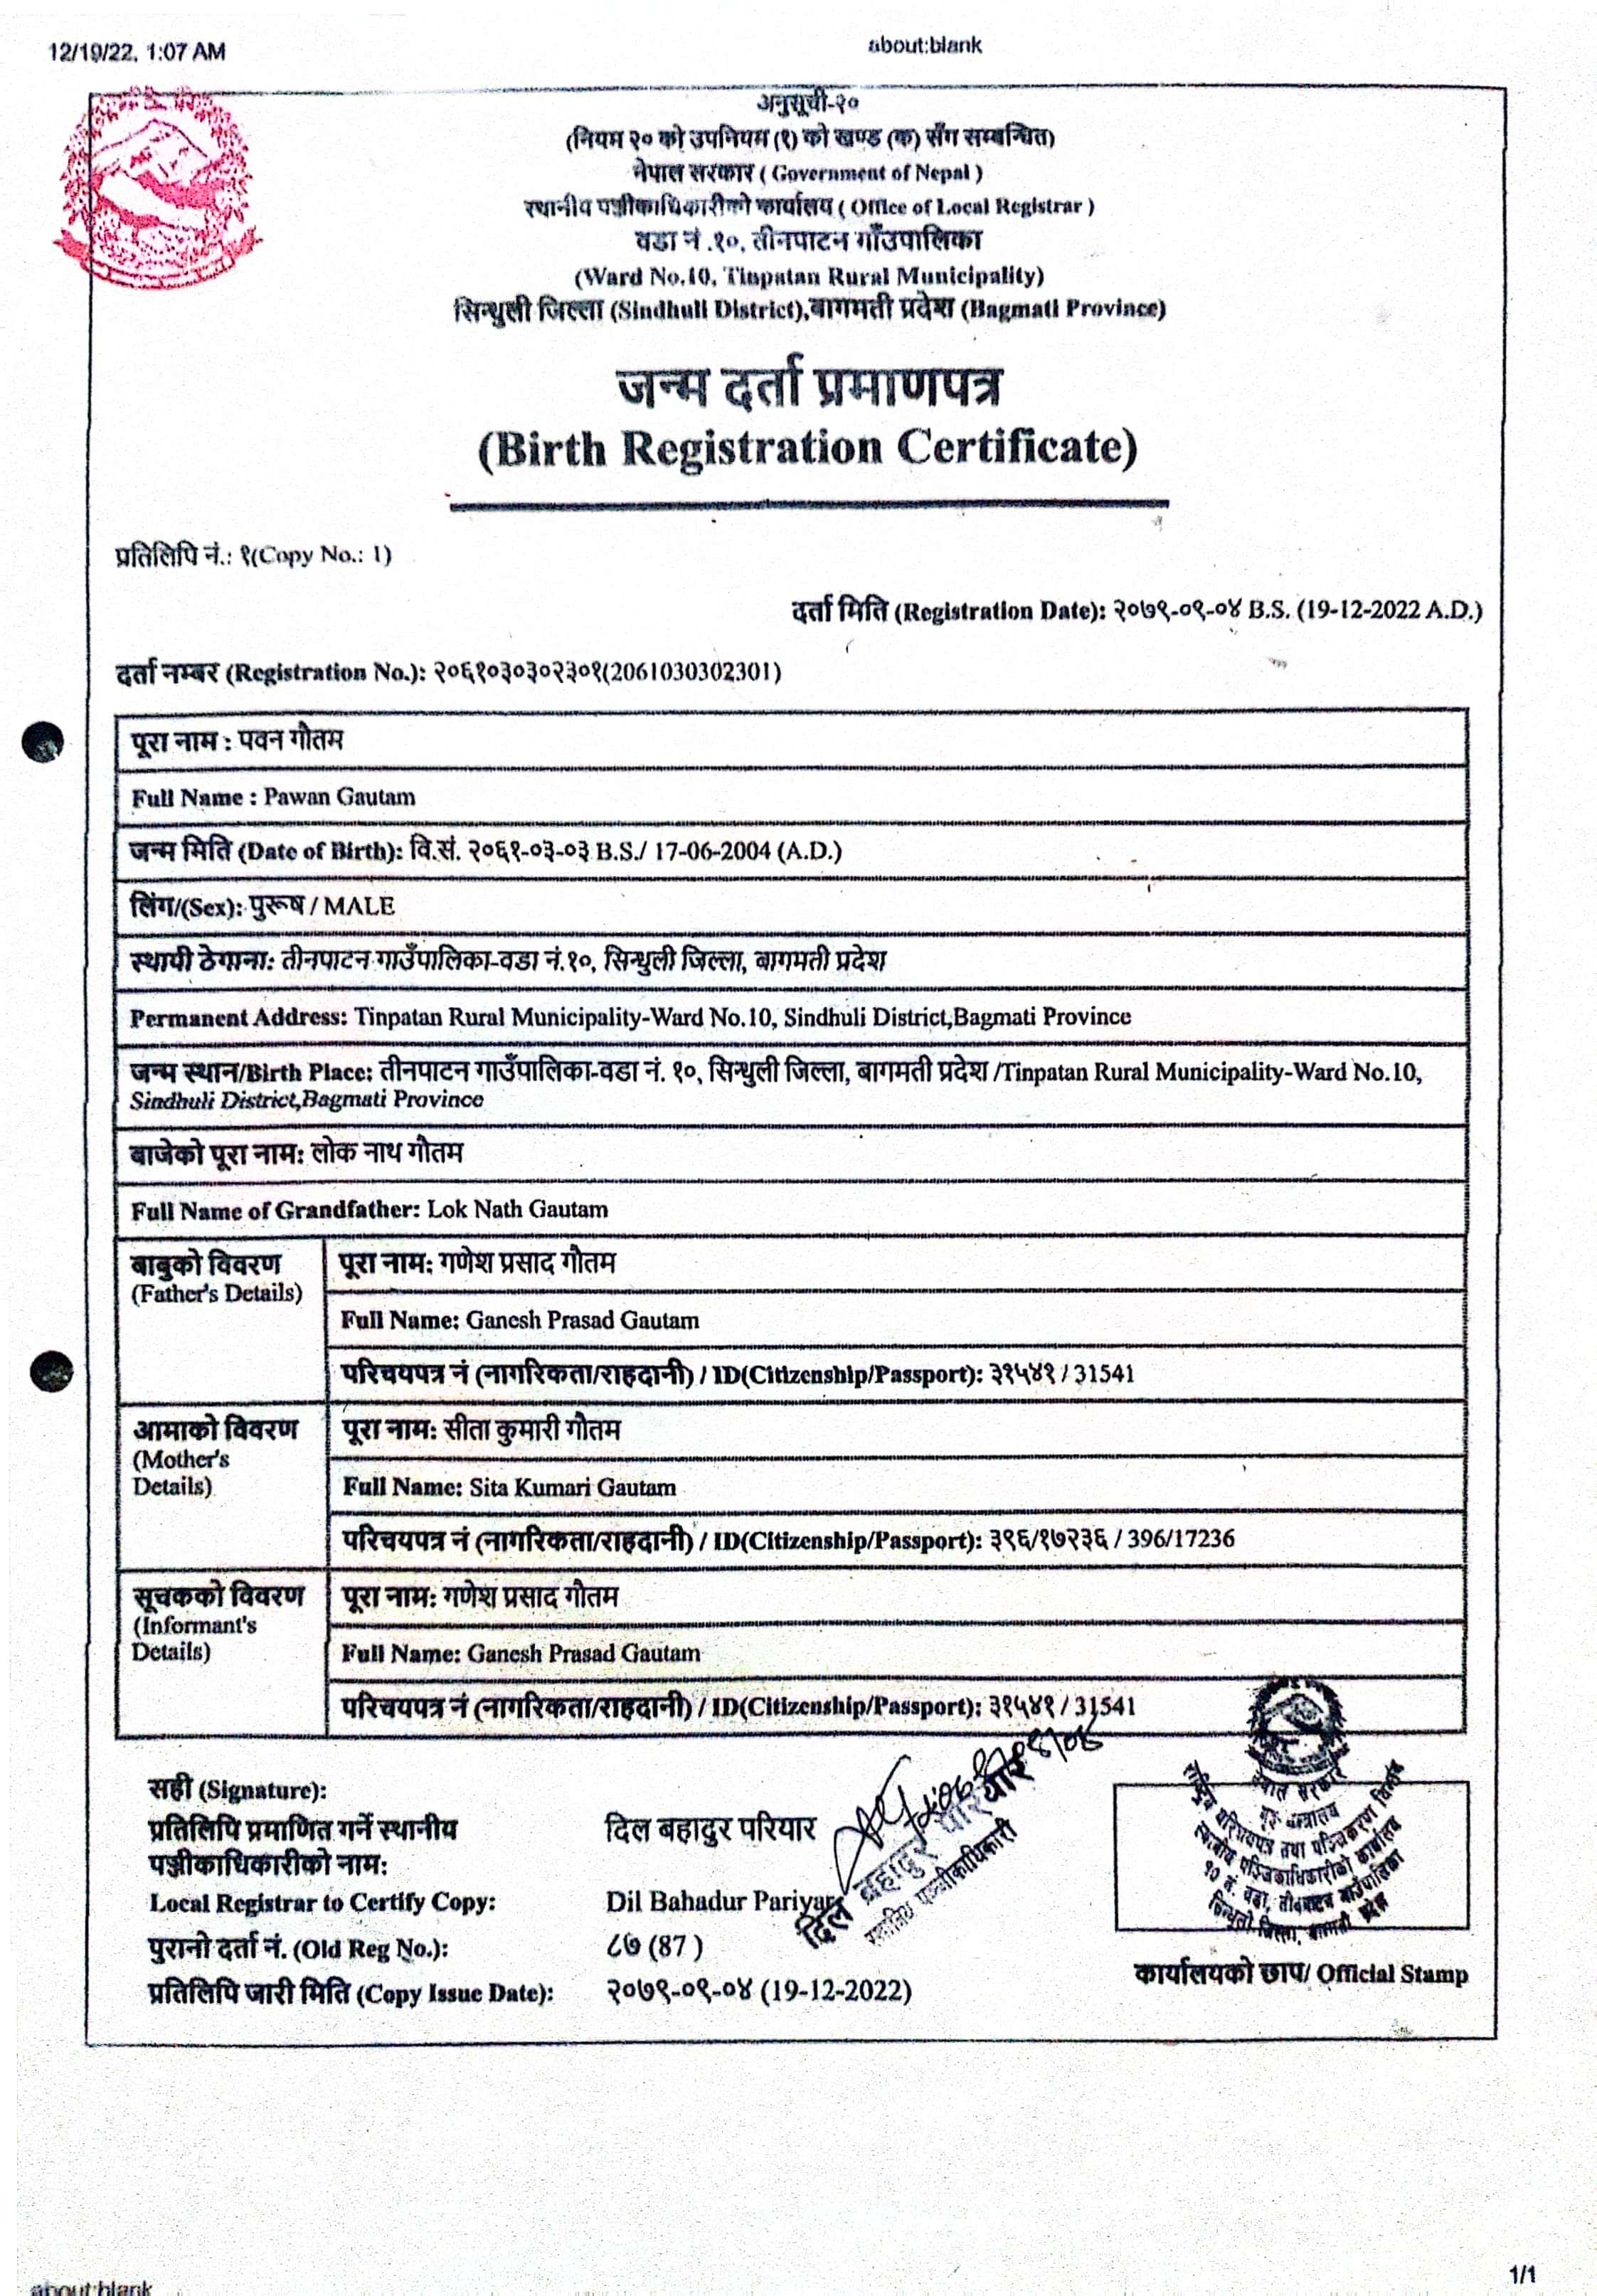 12/19/22, 1:07 AM
about:blank
अनुसूची-२०
(नियम २० को उपनियम (१) को खण्ड (क) सँग सम्बन्धित)
नेपाल सरकार ( Government of Nepal )
स्थानीय पञ्जीकाधिकारीको कार्यालय ( Office of Local Registrar )
वडा नं .१०, तीनपाटन गाँउपालिका
(Ward No.10, Tinpatan Rural Municipality)
सिन्धुली जिल्ला (Sindhuli District),बागमती प्रदेश (Bagmati Province)
जन्म दर्ता प्रमाणपत्र
(Birth Registration Certificate)
प्रतिलिपि नं.: १(Copy No.: 1)
दर्ता मिति (Registration Date): २०७९-०९-०४ B.S. (19-12-2022 A.D.)
दर्ता नम्बर (Registration No.): २०६१०३०३०२३०१(2061030302301)
पूरा नाम : पवन गौतम
Full Name : Pawan Gautam
जन्म मिति (Date of Birth): वि.सं. २०६१-०३-०३ B.S./ 17-06-2004 (A.D.)
लिंग/(Sex): पुरूष / MALE
स्थायी ठेगाना: तीनपाटन गाउँपालिका-वडा नं.१०, सिन्धुली जिल्ला, बागमती प्रदेश
Permanent Address: Tinpatan Rural Municipality-Ward No.10, Sindhuli District,Bagmati Province
जन्म स्थान/Birth Place: तीनपाटन गाउँपालिका-वडा नं. १०, सिन्धुली जिल्ला, बागमती प्रदेश /Tinpatan Rural Municipality-Ward No.10,
Sindhuli District,Bagmati Province
बाजेको पूरा नाम: लोक नाथ गौतम
Full Name of Grandfather: Lok Nath Gautam
बाबुको विवरण
(Father's Details)
पूरा नाम: गणेश प्रसाद गौतम
Full Name: Ganesh Prasad Gautam
परिचयपत्र नं (नागरिकता/राहदानी) / ID(Citizenship/Passport): ३१५४१ / 31541
आमाको विवरण
(Mother's
Details)
पूरा नाम: सीता कुमारी गौतम
Full Name: Sita Kumari Gautam
परिचयपत्र नं (नागरिकता/राहदानी) / ID(Citizenship/Passport): ३९६/१७२३६ / 396/17236
सूचकको विवरण
(Informant's
Details)
पूरा नाम: गणेश प्रसाद गौतम
Full Name: Ganesh Prasad Gautam
परिचयपत्र नं (नागरिकता/राहदानी) / ID(Citizenship/Passport): ३१५४१ / 31541
सही (Signature):
प्रतिलिपि प्रमाणित गर्ने स्थानीय
पञ्जीकाधिकारीको नाम:
दिल बहादुर परियार
Local Registrar to Certify Copy:
Dil Bahadur Pariyar
पुरानो दर्ता नं. (Old Reg No.):
८७ (87 )
प्रतिलिपि जारी मिति (Copy Issue Date):
२०७९-०९-०४ (19-12-2022)
दिल बहादुर परियार
स्थानिय पञ्जीकाधिकारी
नेपाल सरकार
गृह मन्त्रालय
राष्ट्रिय परिचयपत्र तथा पञ्जिकरण विभाग
स्थानीय पञ्जिकाधिकारीको कार्यालय
१० नं. वडा, तीनपाटन गाउँपालिका
सिन्धुली जिल्ला, बागमती प्रदेश
कार्यालयको छाप/ Official Stamp
about:blank
1/1